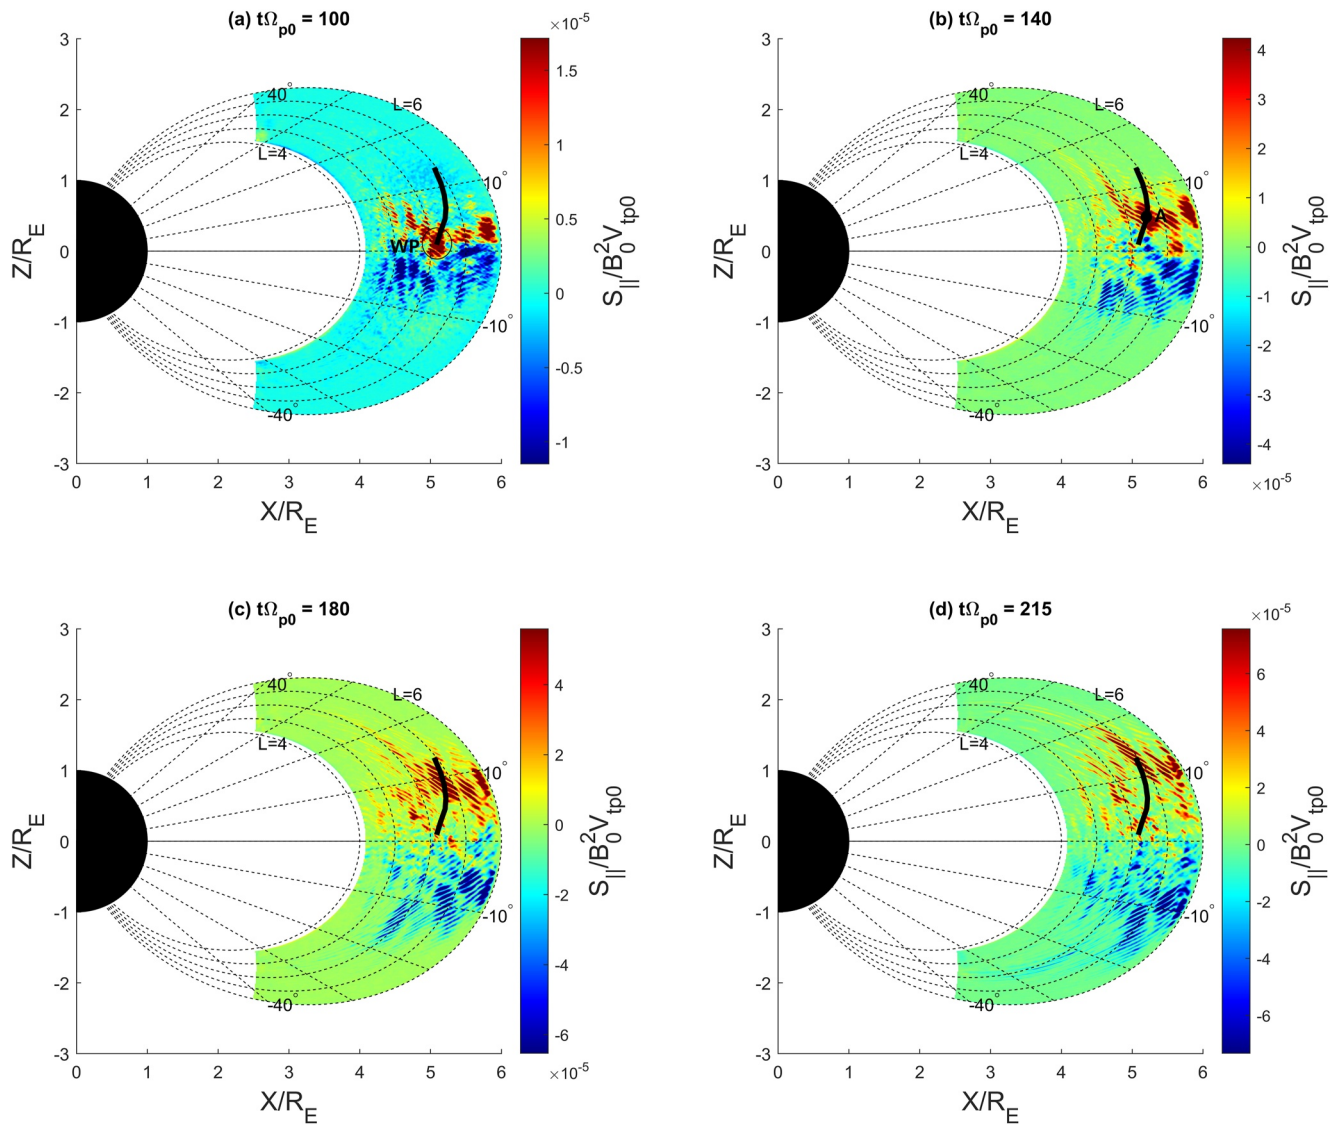 (a) tΩp0 = 100
×10-5
3
2
1
0
-1
-2
-3
0 1 2 3 4 5 6
X/RE
Z/RE
40°
L=6
L=4
10°
WP
-10°
-40°
1.5
1
0.5
0
-0.5
-1
S||/B02Vtp0
(b) tΩp0 = 140
3
2
1
0
-1
-2
-3
0 1 2 3 4 5 6
X/RE
Z/RE
40°
L=6
L=4
10°
A
-10°
-40°
4
3
2
1
0
-1
-2
-3
-4
×10-5
S||/B02Vtp0
(c) tΩp0 = 180
3
2
1
0
-1
-2
-3
0 1 2 3 4 5 6
X/RE
Z/RE
40°
L=6
L=4
10°
-10°
-40°
4
2
0
-2
-4
-6
×10-5
S||/B02Vtp0
(d) tΩp0 = 215
×10-5
3
2
1
0
-1
-2
-3
0 1 2 3 4 5 6
X/RE
Z/RE
40°
L=6
L=4
10°
-10°
-40°
6
4
2
0
-2
-4
-6
S||/B02Vtp0